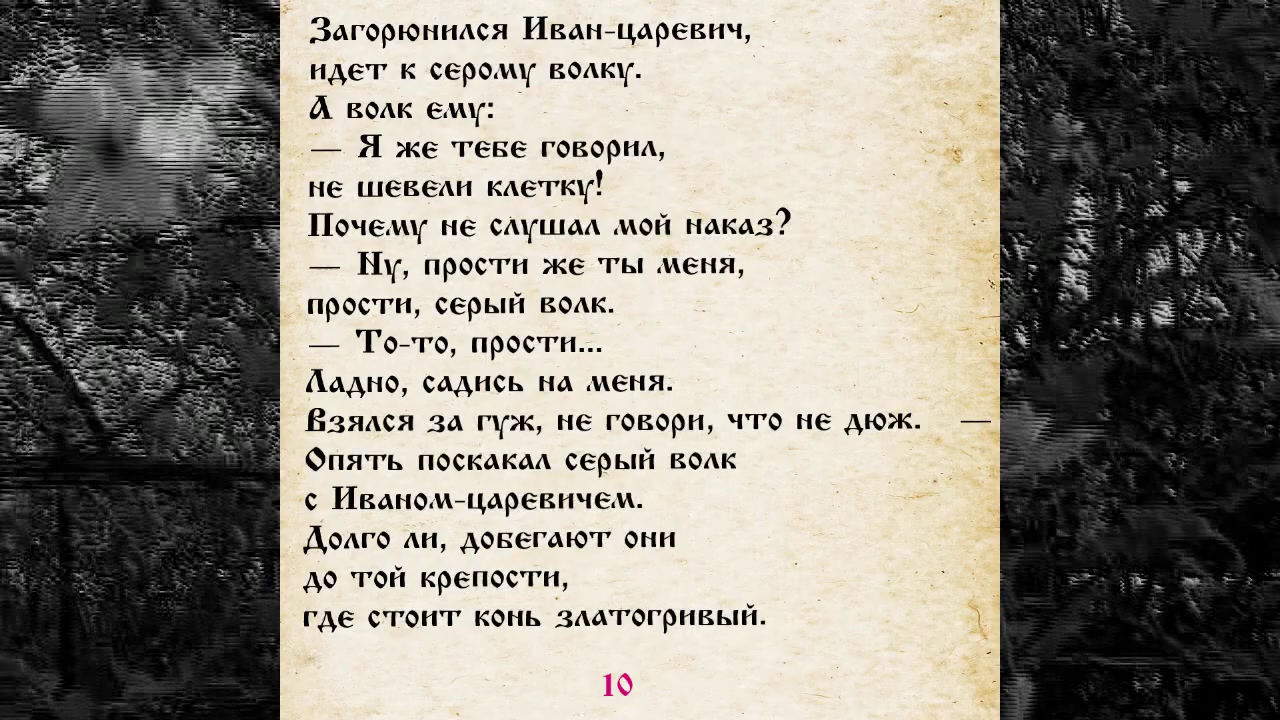 Загорюнился Иван-царевич,
идет к серому волку.
А волк ему:
— Я же тебе говорил,
не шевели клетку!
Почему не слушал мой наказ?
— Ну, прости же ты меня,
прости, серый волк.
— То-то, прости...
Ладно, садись на меня.
Взялся за гуж, не говори, что не дюж. —
Опять поскакал серый волк
с Иваном-царевичем.
Долго ли, добегают они
до той крепости,
где стоит конь златогривый.
10